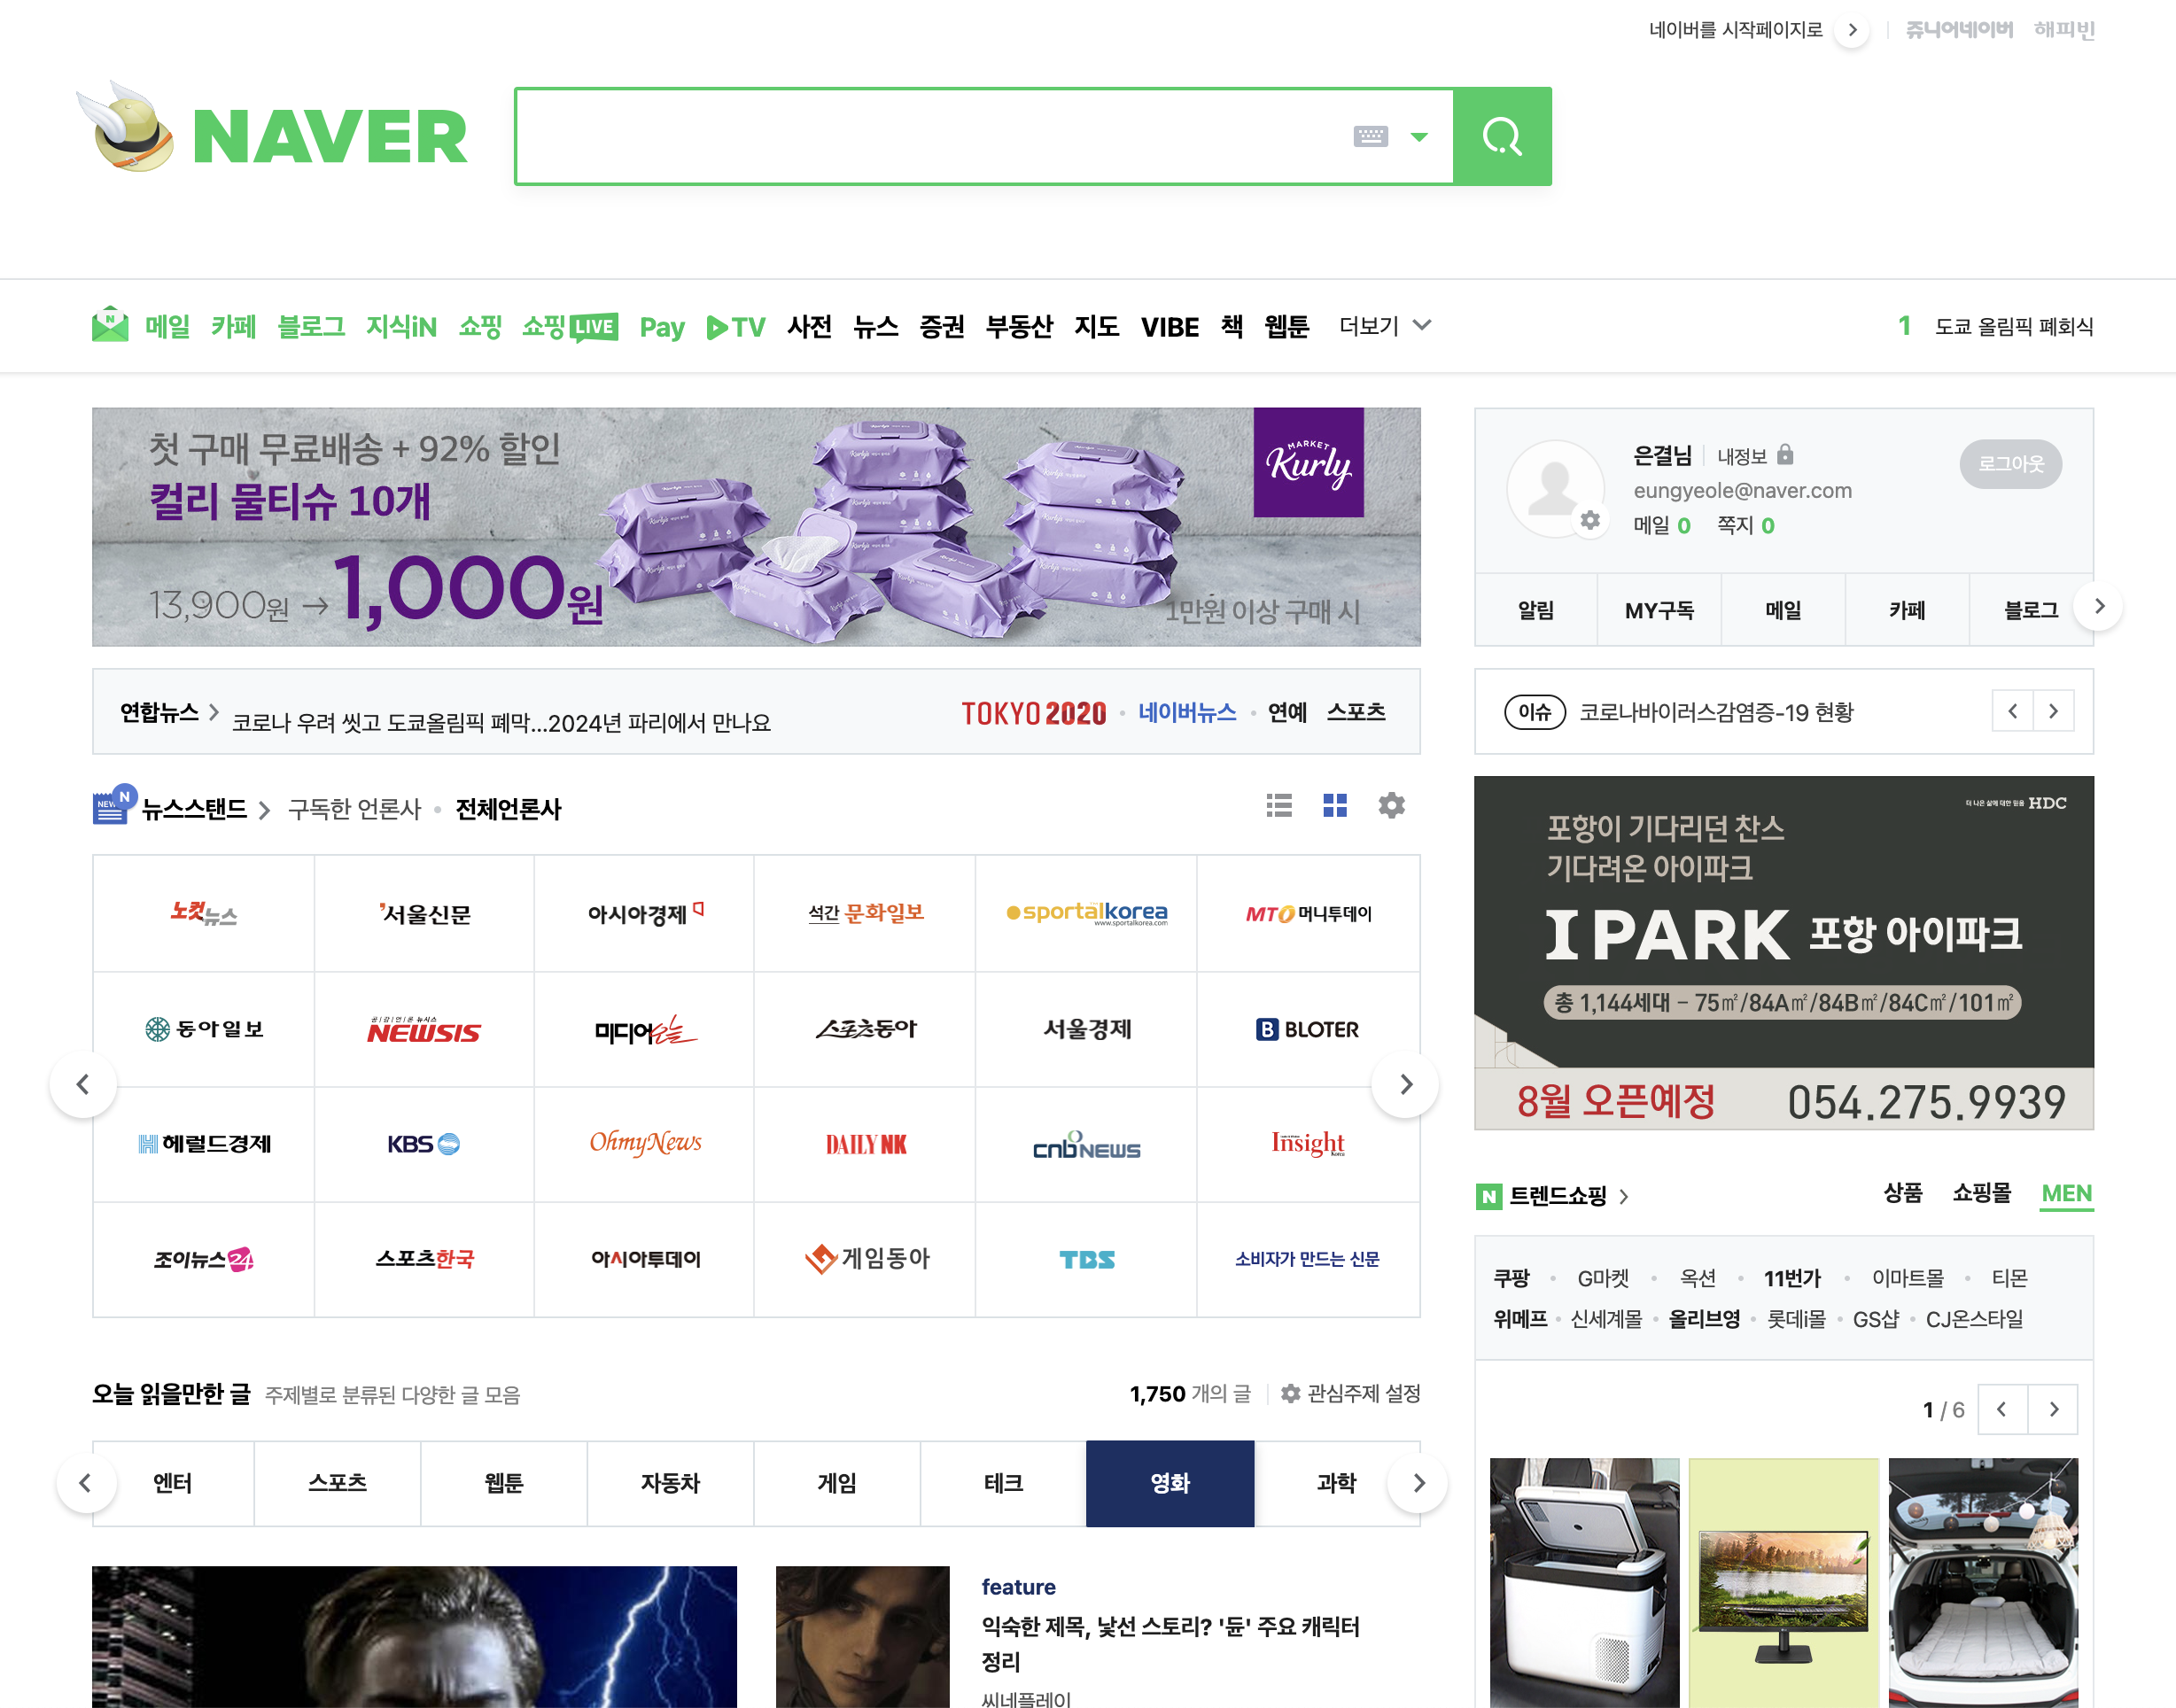 네이버를 시작페이지로
쥬니어네이버 해피빈
NAVER
메일 카페 블로그 지식iN 쇼핑 쇼핑LIVE Pay TV 사전 뉴스 증권 부동산 지도 VIBE 책 웹툰 더보기
1 도쿄 올림픽 폐회식
첫 구매 무료배송 + 92% 할인
컬리 물티슈 10개
13,900원 → 1,000원
MARKET
Kurly
1만원 이상 구매 시
은결님 내정보
로그아웃
eungyeole@naver.com
메일 0 쪽지 0
알림 MY구독 메일 카페 블로그
연합뉴스 코로나 우려 씻고 도쿄올림픽 폐막...2024년 파리에서 만나요
TOKYO 2020 네이버뉴스 연예 스포츠
이슈 코로나바이러스감염증-19 현황
뉴스스탠드 구독한 언론사 전체언론사
노컷뉴스 서울신문 아시아경제 석간 문화일보 sportalkorea MTO 머니투데이
www.sportalkorea.com
동아일보 NEWSIS 미디어오늘 스포츠동아 서울경제 B BLOTER
헤럴드경제 KBS OhmyNews DAILY NK cnbNEWS Insight
조이뉴스24 스포츠한국 아시아투데이 게임동아 TBS 소비자가 만드는 신문
더 나은 삶에 대한 믿음 HDC
포항이 기다리던 찬스
기다려온 아이파크
I PARK 포항 아이파크
총 1,144세대 - 75㎡/84A㎡/84B㎡/84C㎡/101㎡
8월 오픈예정 054.275.9939
N 트렌드쇼핑 상품 쇼핑몰 MEN
쿠팡 G마켓 옥션 11번가 이마트몰 티몬
위메프 신세계몰 올리브영 롯데i몰 GS샵 CJ온스타일
1 / 6
오늘 읽을만한 글 주제별로 분류된 다양한 글 모음
1,750 개의 글 관심주제 설정
엔터 스포츠 웹툰 자동차 게임 테크 영화 과학
feature
익숙한 제목, 낯선 스토리? '듄' 주요 캐릭터
정리
씨네플레이